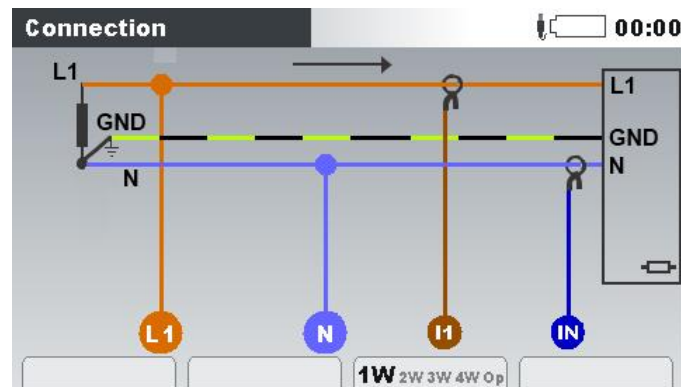 Connection 00:00
L1 L1
GND GND
N N
L1 N I1 IN
1W 2W 3W 4W Op